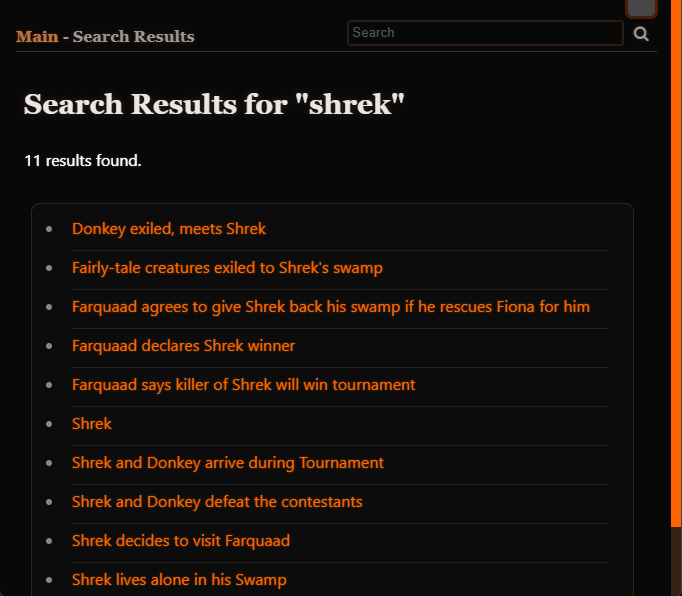 Main - Search Results
Search
Search Results for "shrek"
11 results found.
Donkey exiled, meets Shrek
Fairly-tale creatures exiled to Shrek's swamp
Farquaad agrees to give Shrek back his swamp if he rescues Fiona for him
Farquaad declares Shrek winner
Farquaad says killer of Shrek will win tournament
Shrek
Shrek and Donkey arrive during Tournament
Shrek and Donkey defeat the contestants
Shrek decides to visit Farquaad
Shrek lives alone in his Swamp